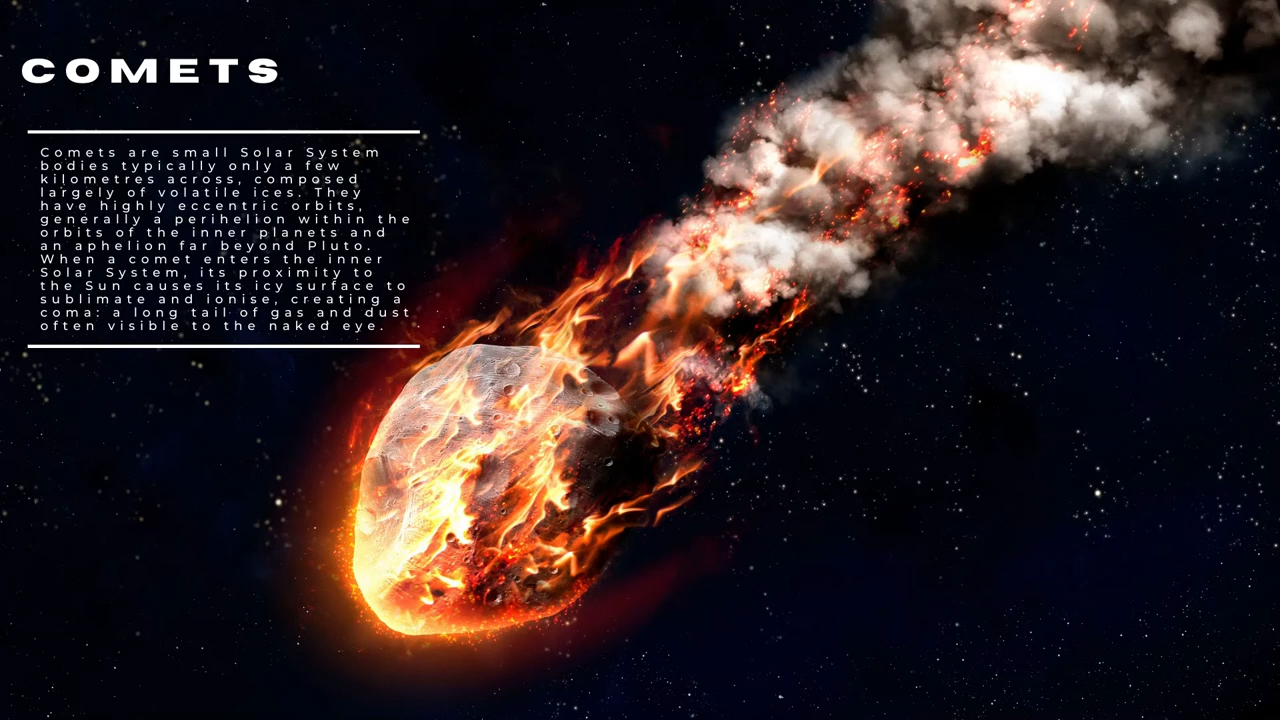 COMETS
Comets are small Solar System
bodies typically only a few
kilometres across, composed
largely of volatile ices. They
have highly eccentric orbits,
generally a perihelion within the
orbits of the inner planets and
an aphelion far beyond Pluto.
When a comet enters the inner
Solar System, its proximity to
the Sun causes its icy surface to
sublimate and ionise, creating a
coma: a long tail of gas and dust
often visible to the naked eye.